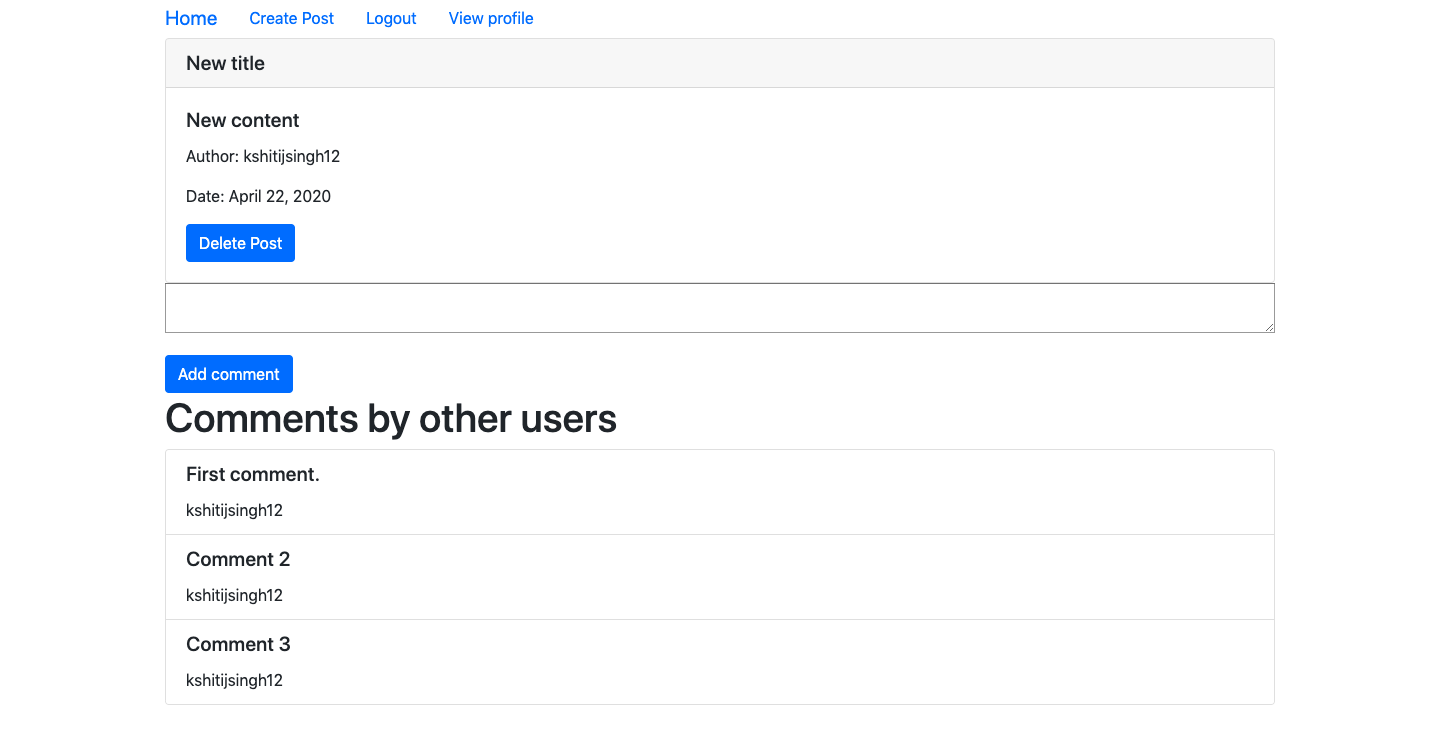 Home Create Post Logout View profile
New title
New content
Author: kshitijsingh12
Date: April 22, 2020
Delete Post
Add comment
Comments by other users
First comment.
kshitijsingh12
Comment 2
kshitijsingh12
Comment 3
kshitijsingh12